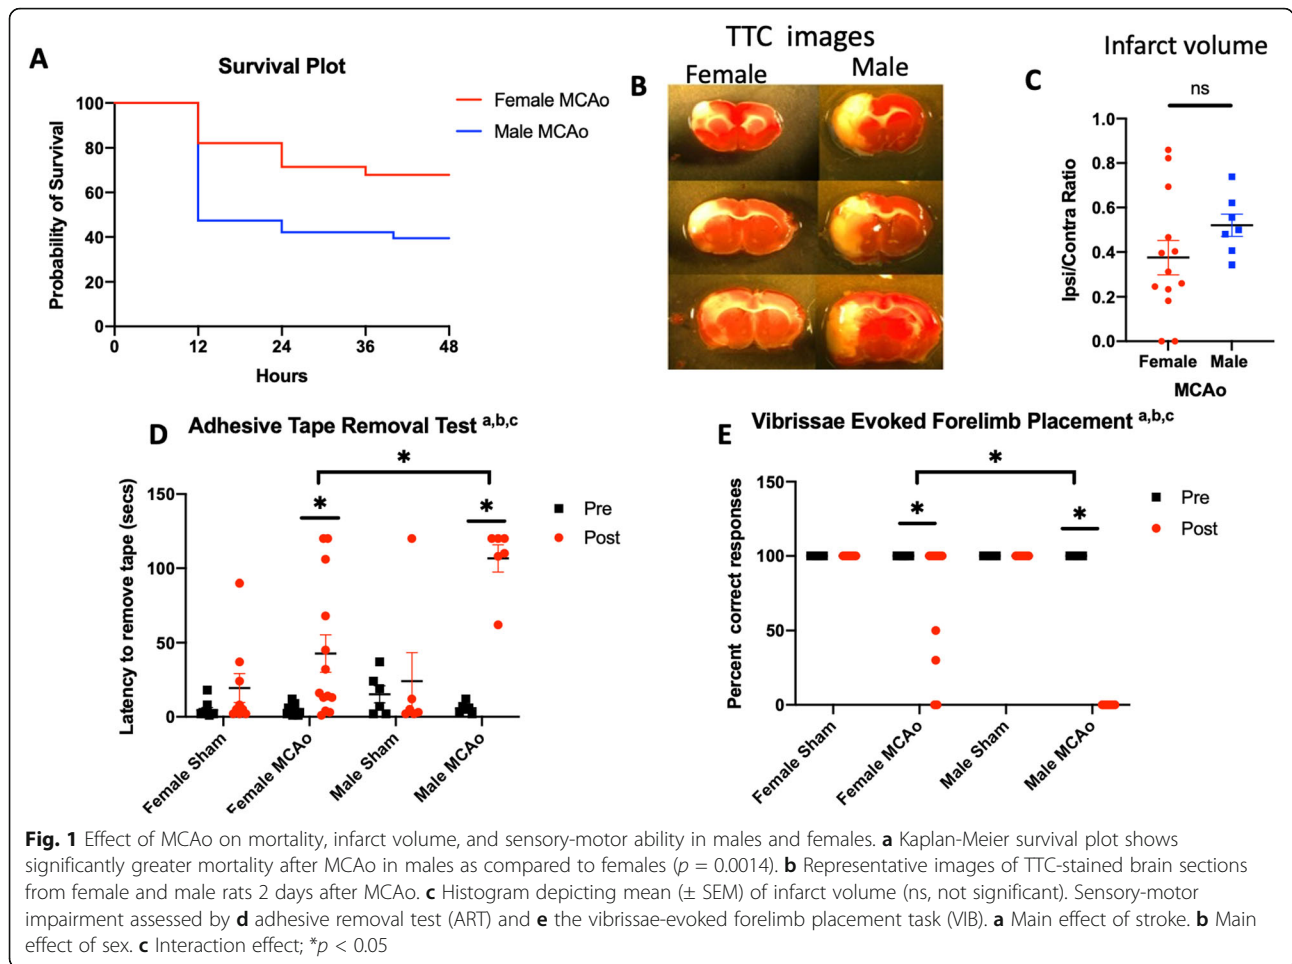 A
Survival Plot
100
80
60
40
20
0
0
12
24
36
48
Probability of Survival
Hours
Female MCAo
Male MCAo
TTC images
B
Female
Male
Infarct volume
C
ns
1.0
0.8
0.6
0.4
0.2
0.0
Ipsi/Contra Ratio
Female
Male
MCAo
D
Adhesive Tape Removal Test a,b,c
*
*
*
150
100
50
0
Latency to remove tape (secs)
Pre
Post
Female Sham
Female MCAo
Male Sham
Male MCAo
E
Vibrissae Evoked Forelimb Placement a,b,c
*
*
*
150
100
50
0
Percent correct responses
Pre
Post
Female Sham
Female MCAo
Male Sham
Male MCAo
Fig. 1 Effect of MCAo on mortality, infarct volume, and sensory-motor ability in males and females. a Kaplan-Meier survival plot shows
significantly greater mortality after MCAo in males as compared to females (p = 0.0014). b Representative images of TTC-stained brain sections
from female and male rats 2 days after MCAo. c Histogram depicting mean (± SEM) of infarct volume (ns, not significant). Sensory-motor
impairment assessed by d adhesive removal test (ART) and e the vibrissae-evoked forelimb placement task (VIB). a Main effect of stroke. b Main
effect of sex. c Interaction effect; *p < 0.05